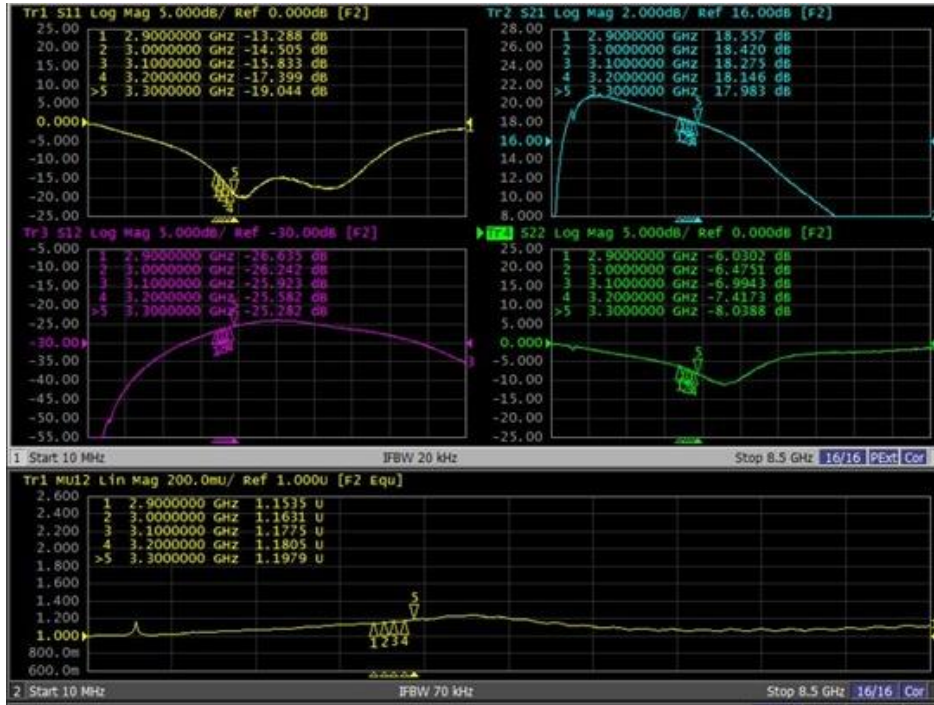 Tr1 S11 Log Mag 5.000dB/ Ref 0.000dB [F2]
25.00
20.00
15.00
10.00
5.000
0.000
-5.000
-10.00
-15.00
-20.00
-25.00
1 2.9000000 GHz -13.288 dB
2 3.0000000 GHz -14.505 dB
3 3.1000000 GHz -15.833 dB
4 3.2000000 GHz -17.399 dB
>5 3.3000000 GHz -19.044 dB
5
1
Tr2 S21 Log Mag 2.000dB/ Ref 16.00dB [F2]
28.00
26.00
24.00
22.00
20.00
18.00
16.00
14.00
12.00
10.00
8.000
1 2.9000000 GHz 18.557 dB
2 3.0000000 GHz 18.420 dB
3 3.1000000 GHz 18.275 dB
4 3.2000000 GHz 18.146 dB
>5 3.3000000 GHz 17.983 dB
5
Tr3 S12 Log Mag 5.000dB/ Ref -30.00dB [F2]
-5.000
-10.00
-15.00
-20.00
-25.00
-30.00
-35.00
-40.00
-45.00
-50.00
-55.00
1 2.9000000 GHz -26.635 dB
2 3.0000000 GHz -26.242 dB
3 3.1000000 GHz -25.923 dB
4 3.2000000 GHz -25.582 dB
>5 3.3000000 GHz -25.282 dB
3
Tr4 S22 Log Mag 5.000dB/ Ref 0.000dB [F2]
25.00
20.00
15.00
10.00
5.000
0.000
-5.000
-10.00
-15.00
-20.00
-25.00
1 2.9000000 GHz -6.0302 dB
2 3.0000000 GHz -6.4751 dB
3 3.1000000 GHz -6.9943 dB
4 3.2000000 GHz -7.4173 dB
>5 3.3000000 GHz -8.0388 dB
5
1 Start 10 MHz IFBW 20 kHz Stop 8.5 GHz 16/16 PExt Cor
Tr1 MU12 Lin Mag 200.0mU/ Ref 1.000U [F2 Equ]
2.600
2.400
2.200
2.000
1.800
1.600
1.400
1.200
1.000
800.0m
600.0m
1 2.9000000 GHz 1.1535 U
2 3.0000000 GHz 1.1631 U
3 3.1000000 GHz 1.1775 U
4 3.2000000 GHz 1.1805 U
>5 3.3000000 GHz 1.1979 U
5
1 2 3 4
2 Start 10 MHz IFBW 70 kHz Stop 8.5 GHz 16/16 Cor